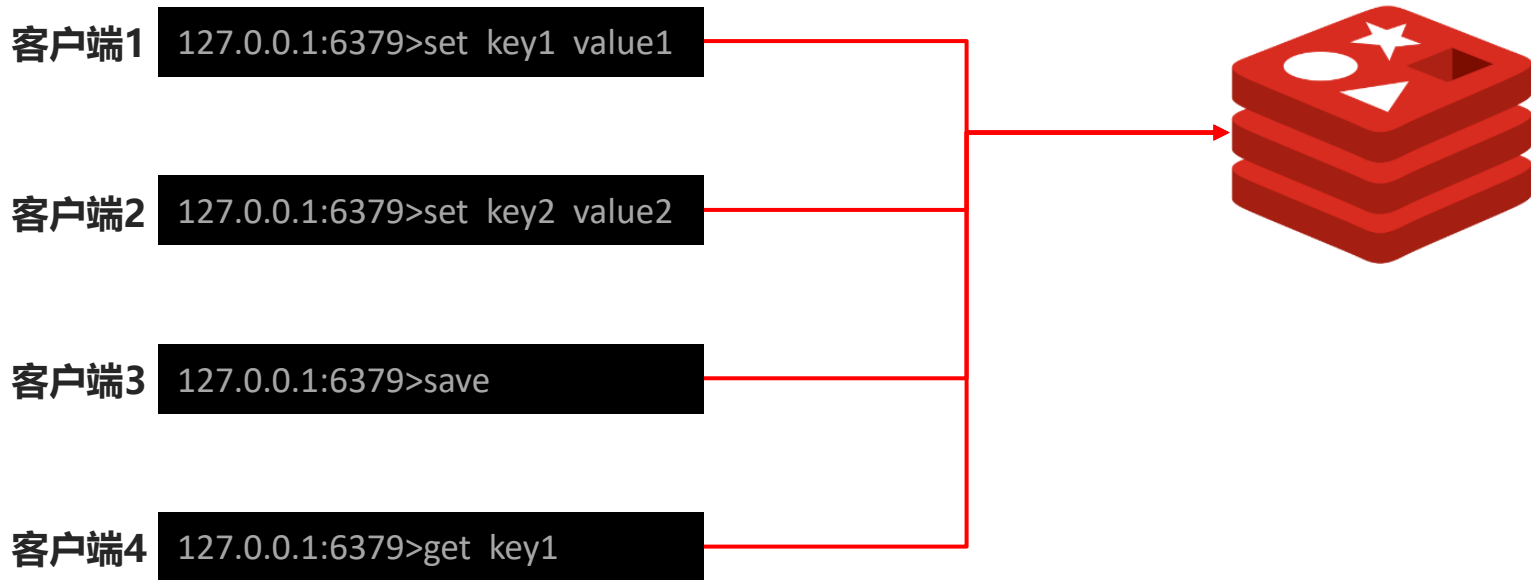 客户端1 127.0.0.1:6379>set key1 value1
客户端2 127.0.0.1:6379>set key2 value2
客户端3 127.0.0.1:6379>save
客户端4 127.0.0.1:6379>get key1